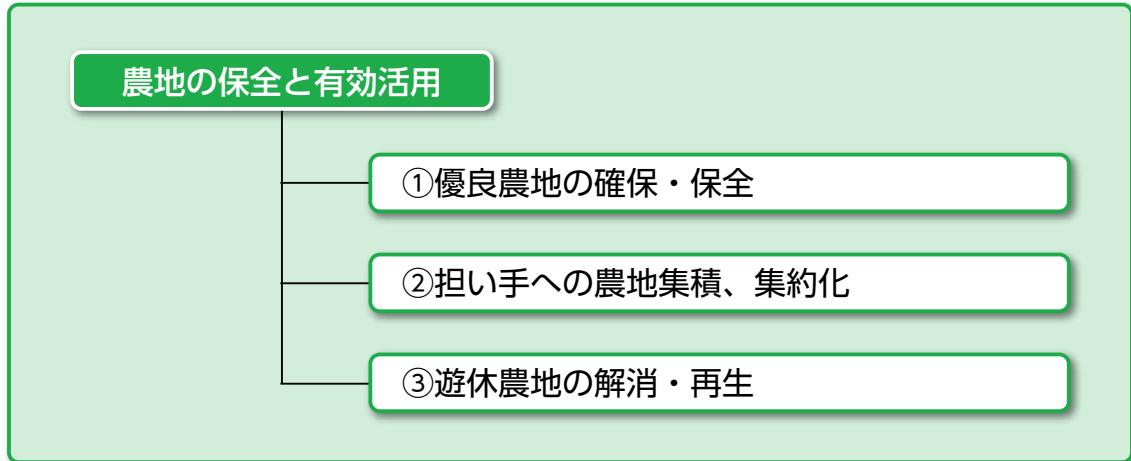 農地の保全と有効活用
①優良農地の確保・保全
②担い手への農地集積、集約化
③遊休農地の解消・再生